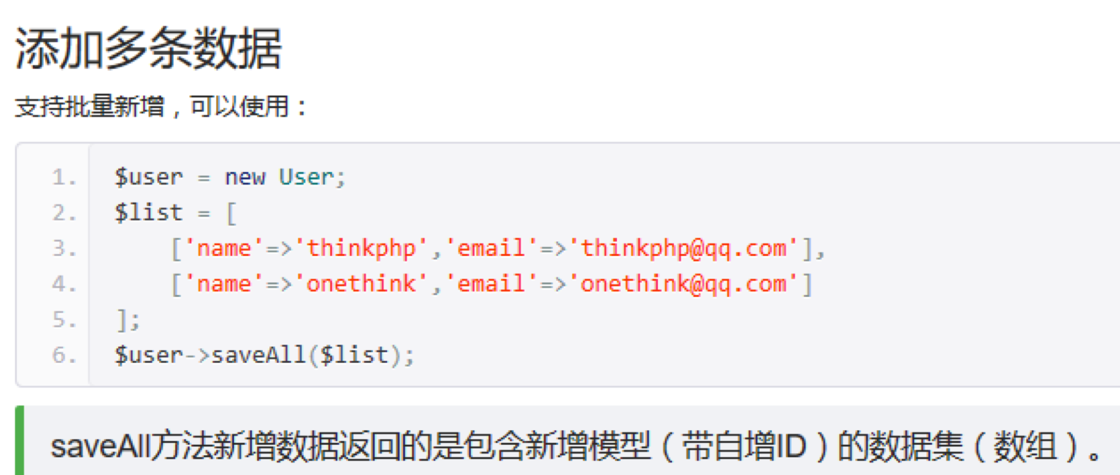 添加多条数据
支持批量新增，可以使用：
1. $user = new User;
2. $list = [
3.     ['name'=>'thinkphp','email'=>'thinkphp@qq.com'],
4.     ['name'=>'onethink','email'=>'onethink@qq.com']
5. ];
6. $user->saveAll($list);
saveAll方法新增数据返回的是包含新增模型（带自增ID）的数据集（数组）。